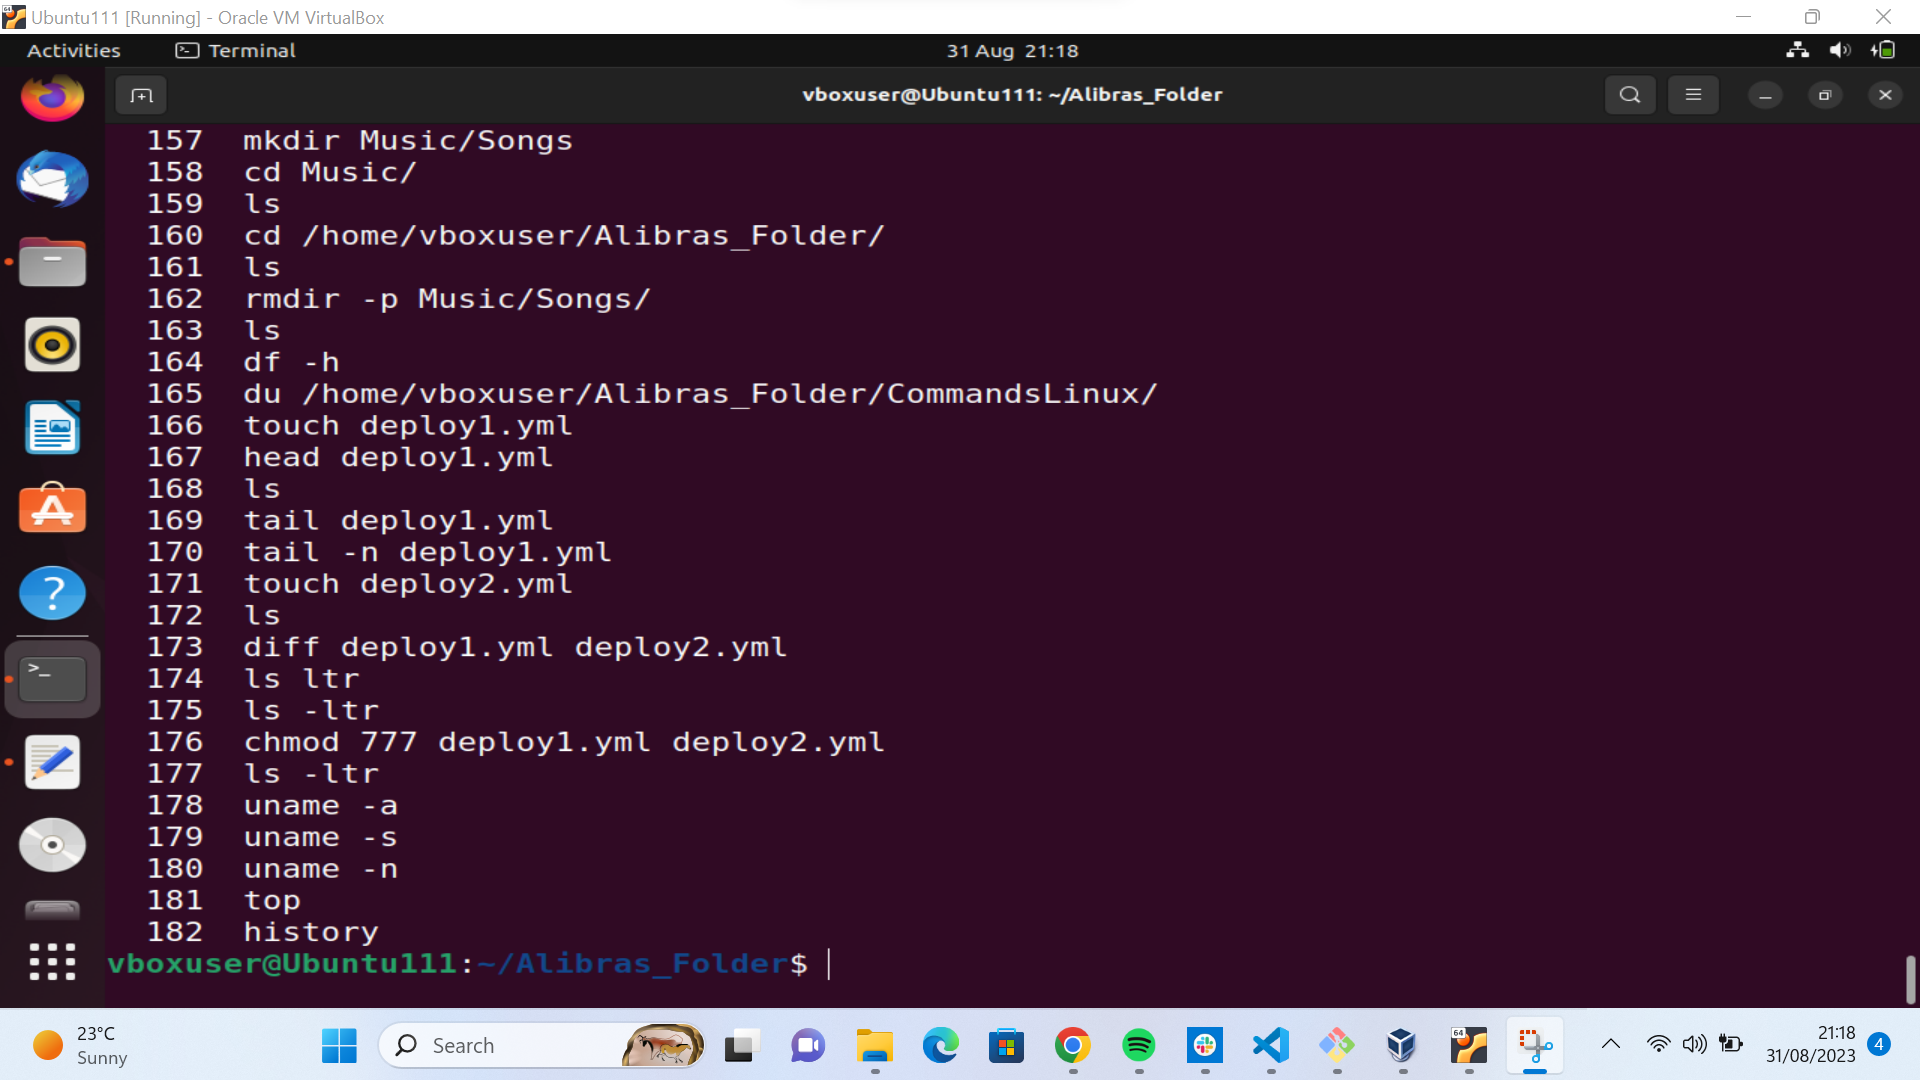 Ubuntu111 [Running] - Oracle VM VirtualBox
Activities Terminal 31 Aug 21:18
vboxuser@Ubuntu111: ~/Alibras_Folder
157 mkdir Music/Songs
158 cd Music/
159 ls
160 cd /home/vboxuser/Alibras_Folder/
161 ls
162 rmdir -p Music/Songs/
163 ls
164 df -h
165 du /home/vboxuser/Alibras_Folder/CommandsLinux/
166 touch deploy1.yml
167 head deploy1.yml
168 ls
169 tail deploy1.yml
170 tail -n deploy1.yml
171 touch deploy2.yml
172 ls
173 diff deploy1.yml deploy2.yml
174 ls ltr
175 ls -ltr
176 chmod 777 deploy1.yml deploy2.yml
177 ls -ltr
178 uname -a
179 uname -s
180 uname -n
181 top
182 history
vboxuser@Ubuntu111:~/Alibras_Folder$
23°C
Sunny
Search
64
21:18
31/08/2023
4